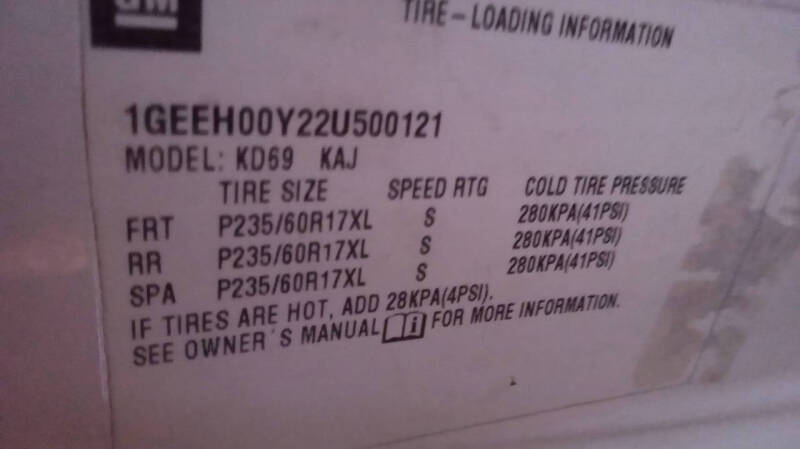 GM
TIRE-LOADING INFORMATION
1GEEH00Y22U500121
MODEL: KD69 KAJ
TIRE SIZE SPEED RTG COLD TIRE PRESSURE
FRT P235/60R17XL S 280KPA(41PSI)
RR P235/60R17XL S 280KPA(41PSI)
SPA P235/60R17XL S 280KPA(41PSI)
IF TIRES ARE HOT, ADD 28KPA(4PSI).
SEE OWNER'S MANUAL FOR MORE INFORMATION.